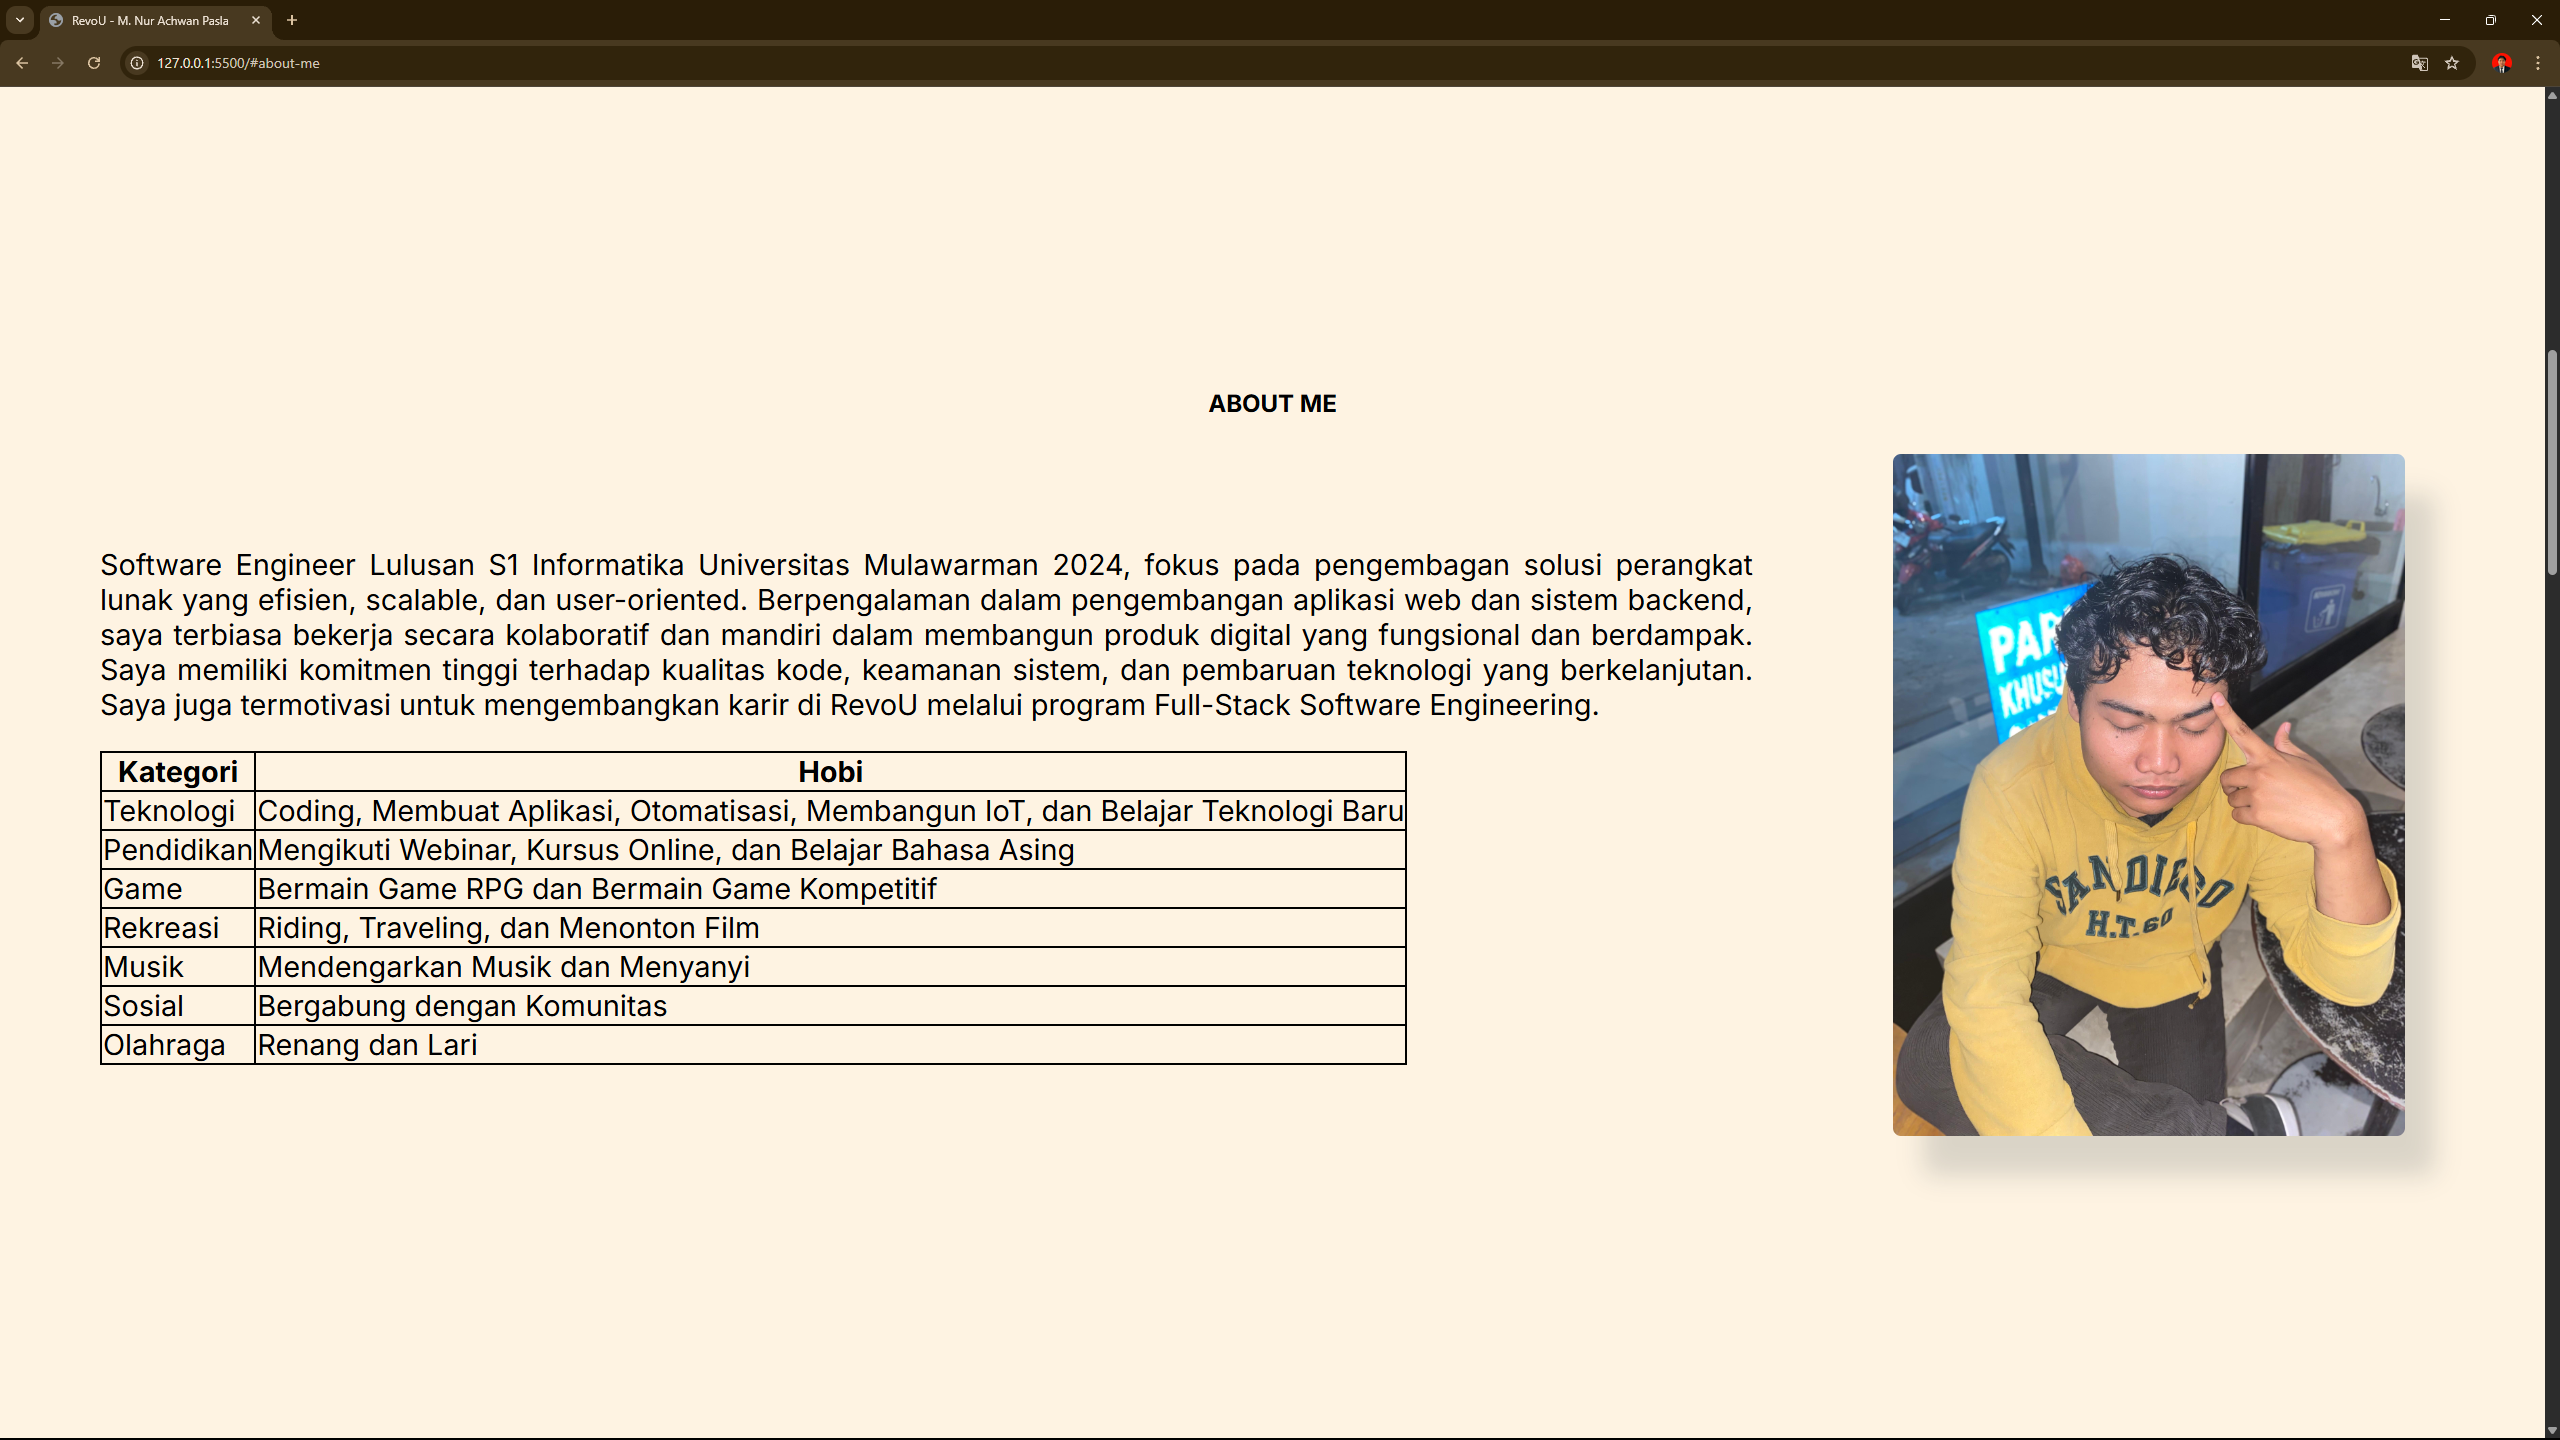 RevoU - M. Nur Achwan Pasla
127.0.0.1:5500/#about-me
ABOUT ME
Software Engineer Lulusan S1 Informatika Universitas Mulawarman 2024, fokus pada pengembagan solusi perangkat
lunak yang efisien, scalable, dan user-oriented. Berpengalaman dalam pengembangan aplikasi web dan sistem backend,
saya terbiasa bekerja secara kolaboratif dan mandiri dalam membangun produk digital yang fungsional dan berdampak.
Saya memiliki komitmen tinggi terhadap kualitas kode, keamanan sistem, dan pembaruan teknologi yang berkelanjutan.
Saya juga termotivasi untuk mengembangkan karir di RevoU melalui program Full-Stack Software Engineering.
Kategori Hobi
Teknologi Coding, Membuat Aplikasi, Otomatisasi, Membangun IoT, dan Belajar Teknologi Baru
Pendidikan Mengikuti Webinar, Kursus Online, dan Belajar Bahasa Asing
Game Bermain Game RPG dan Bermain Game Kompetitif
Rekreasi Riding, Traveling, dan Menonton Film
Musik Mendengarkan Musik dan Menyanyi
Sosial Bergabung dengan Komunitas
Olahraga Renang dan Lari
PAR
KHUSU
SAN DIEGO
H.T.60